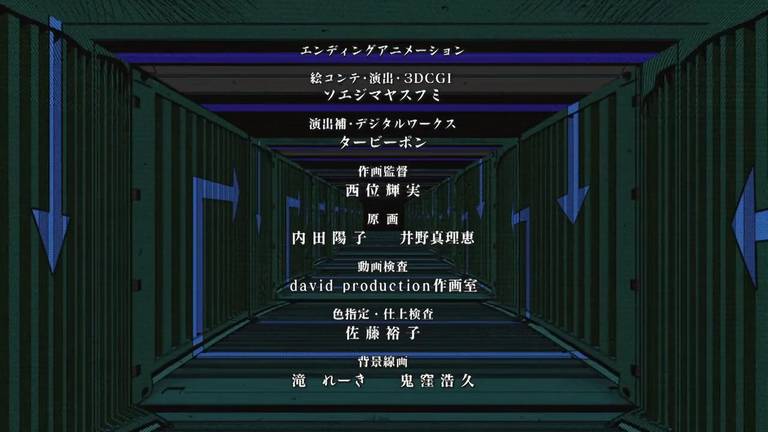 エンディングアニメーション
絵コンテ・演出・3DCGI
ソエジマヤスフミ
演出補・デジタルワークス
タービーポン
作画監督
西位輝実
原画
内田陽子 井野真理恵
動画検査
david production作画室
色指定・仕上検査
佐藤裕子
背景線画
滝れーき 鬼窪浩久